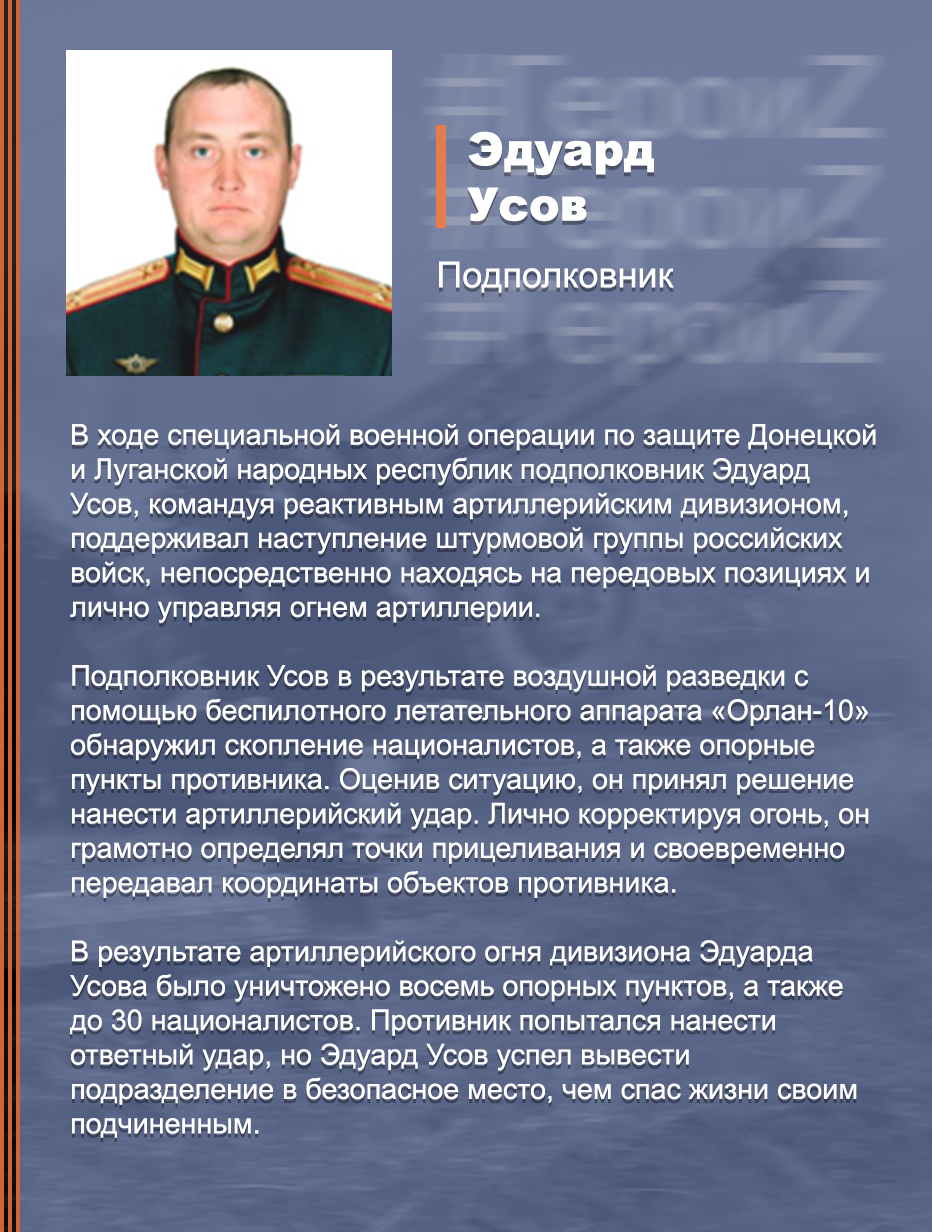 #ГероиZ
#ГероиZ
#ГероиZ
Эдуард
Усов
Подполковник
В ходе специальной военной операции по защите Донецкой
и Луганской народных республик подполковник Эдуард
Усов, командуя реактивным артиллерийским дивизионом,
поддерживал наступление штурмовой группы российских
войск, непосредственно находясь на передовых позициях и
лично управляя огнем артиллерии.
Подполковник Усов в результате воздушной разведки с
помощью беспилотного летательного аппарата «Орлан-10»
обнаружил скопление националистов, а также опорные
пункты противника. Оценив ситуацию, он принял решение
нанести артиллерийский удар. Лично корректируя огонь, он
грамотно определял точки прицеливания и своевременно
передавал координаты объектов противника.
В результате артиллерийского огня дивизиона Эдуарда
Усова было уничтожено восемь опорных пунктов, а также
до 30 националистов. Противник попытался нанести
ответный удар, но Эдуард Усов успел вывести
подразделение в безопасное место, чем спас жизни своим
подчиненным.